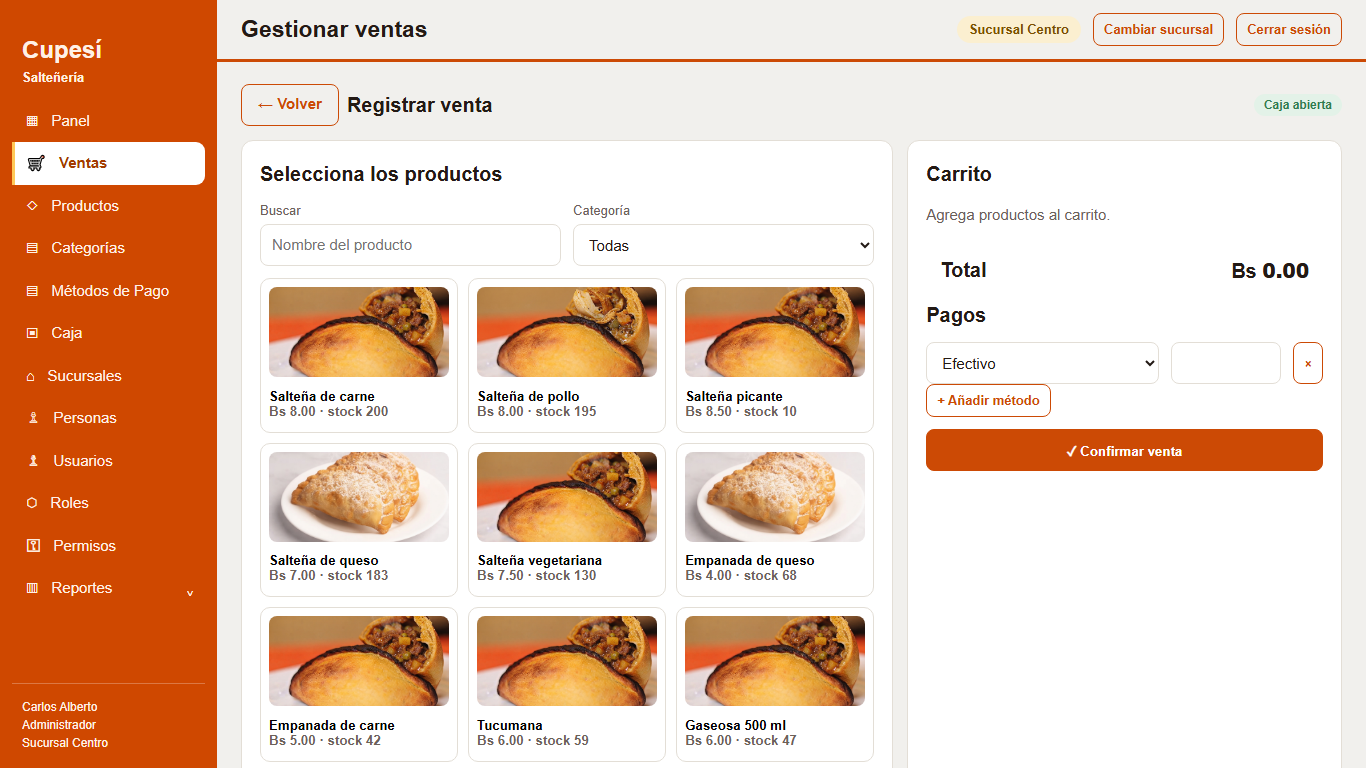 Cupesí
Salteñería
Panel
Ventas
Productos
Categorías
Métodos de Pago
Caja
Sucursales
Personas
Usuarios
Roles
Permisos
Reportes
Carlos Alberto
Administrador
Sucursal Centro
Gestionar ventas
Sucursal Centro
Cambiar sucursal
Cerrar sesión
← Volver
Registrar venta
Caja abierta
Selecciona los productos
Buscar
Categoría
Nombre del producto
Todas
Salteña de carne
Bs 8.00 · stock 200
Salteña de pollo
Bs 8.00 · stock 195
Salteña picante
Bs 8.50 · stock 10
Salteña de queso
Bs 7.00 · stock 183
Salteña vegetariana
Bs 7.50 · stock 130
Empanada de queso
Bs 4.00 · stock 68
Empanada de carne
Bs 5.00 · stock 42
Tucumana
Bs 6.00 · stock 59
Gaseosa 500 ml
Bs 6.00 · stock 47
Carrito
Agrega productos al carrito.
Total
Bs 0.00
Pagos
Efectivo
×
+ Añadir método
✓ Confirmar venta